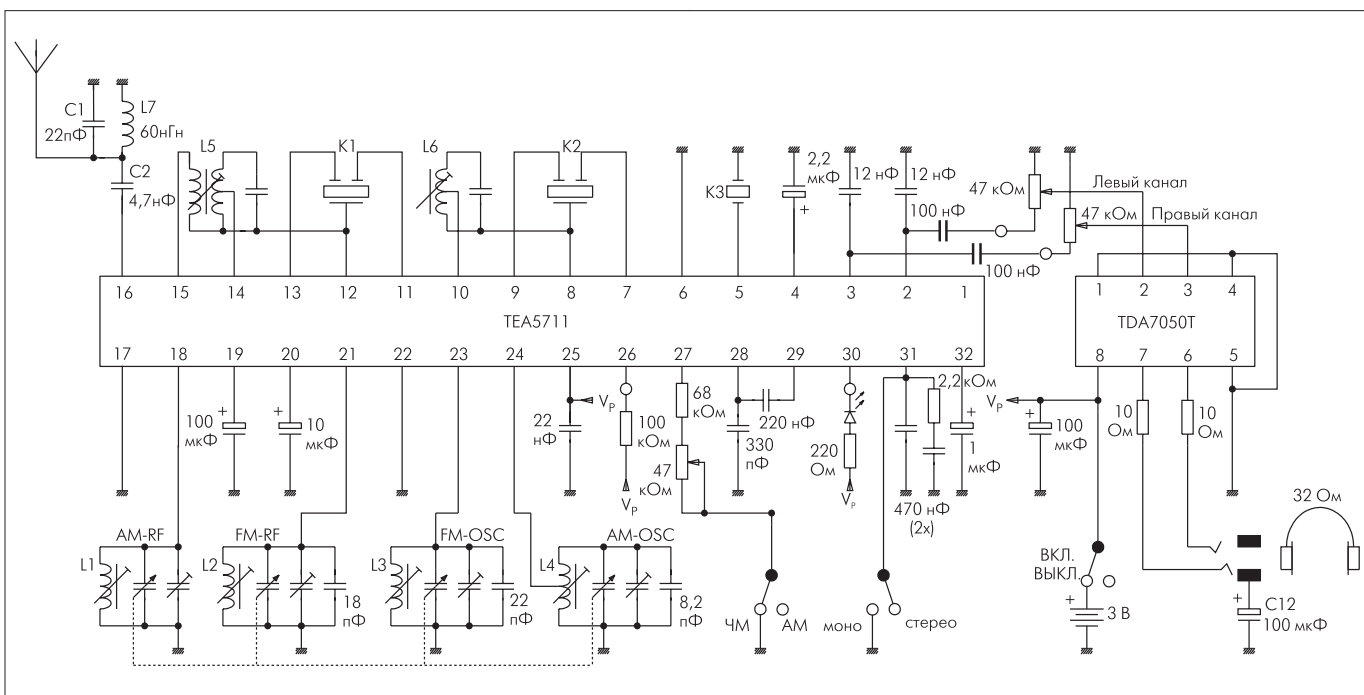 C1
22пФ
L7
60нГн
C2
4,7нФ
L5
K1
L6
K2
K3
2,2
мкФ
+
12 нФ
12 нФ
100 нФ
100 нФ
47 кОм
Левый канал
47 кОм
Правый канал
16 15 14 13 12 11 10 9 8 7 6 5 4 3 2 1
TEA5711
17 18 19 20 21 22 23 24 25 26 27 28 29 30 31 32
1 2 3 4
TDA7050T
8 7 6 5
+
100
мкФ
+
10
мкФ
22
нФ
VP
100
кОм
VP
68
кОм
47
кОм
220 нФ
330
пФ
220
Ом
VP
2,2 кОм
+
1
мкФ
470 нФ
(2x)
VP
+
100
мкФ
10
Ом
10
Ом
32 Ом
AM-RF
L1
FM-RF
L2
18
пФ
FM-OSC
L3
22
пФ
AM-OSC
L4
8,2
пФ
ЧМ
АМ
моно
стерео
ВКЛ.
ВЫКЛ.
+
3 В
+
C12
100 мкФ